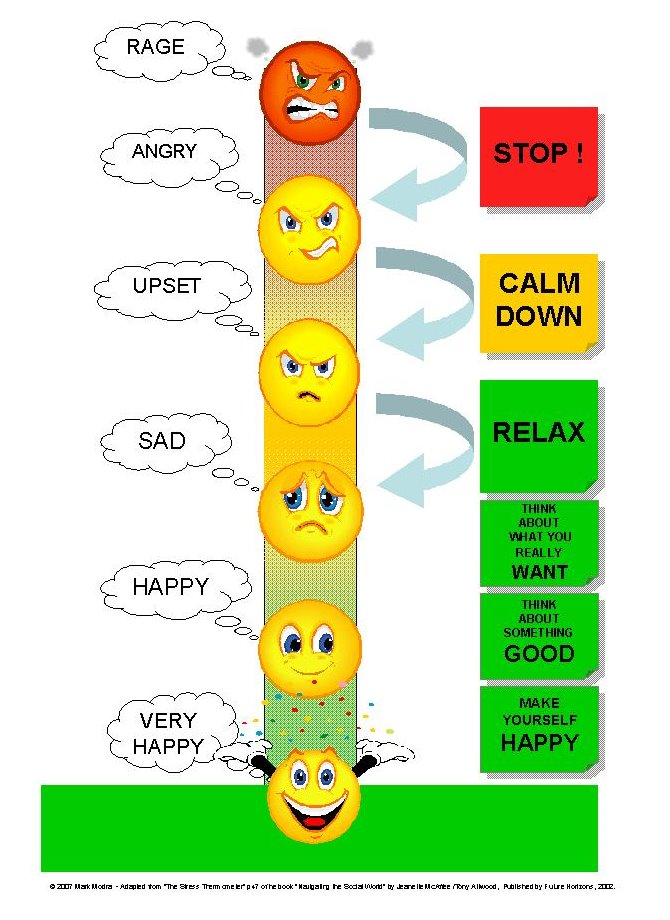 RAGE
STOP !
ANGRY
CALM
DOWN
UPSET
RELAX
SAD
THINK
ABOUT
WHAT YOU
REALLY
WANT
HAPPY
THINK
ABOUT
SOMETHING
GOOD
VERY
HAPPY
MAKE
YOURSELF
HAPPY
© 2007 Mark Modra - Adapted from "The Stress Thermometer" p47 of the book "Navigating the Social World" by Jeanette McAfee /Tony Attwood, Published by Future Horizons, 2002.